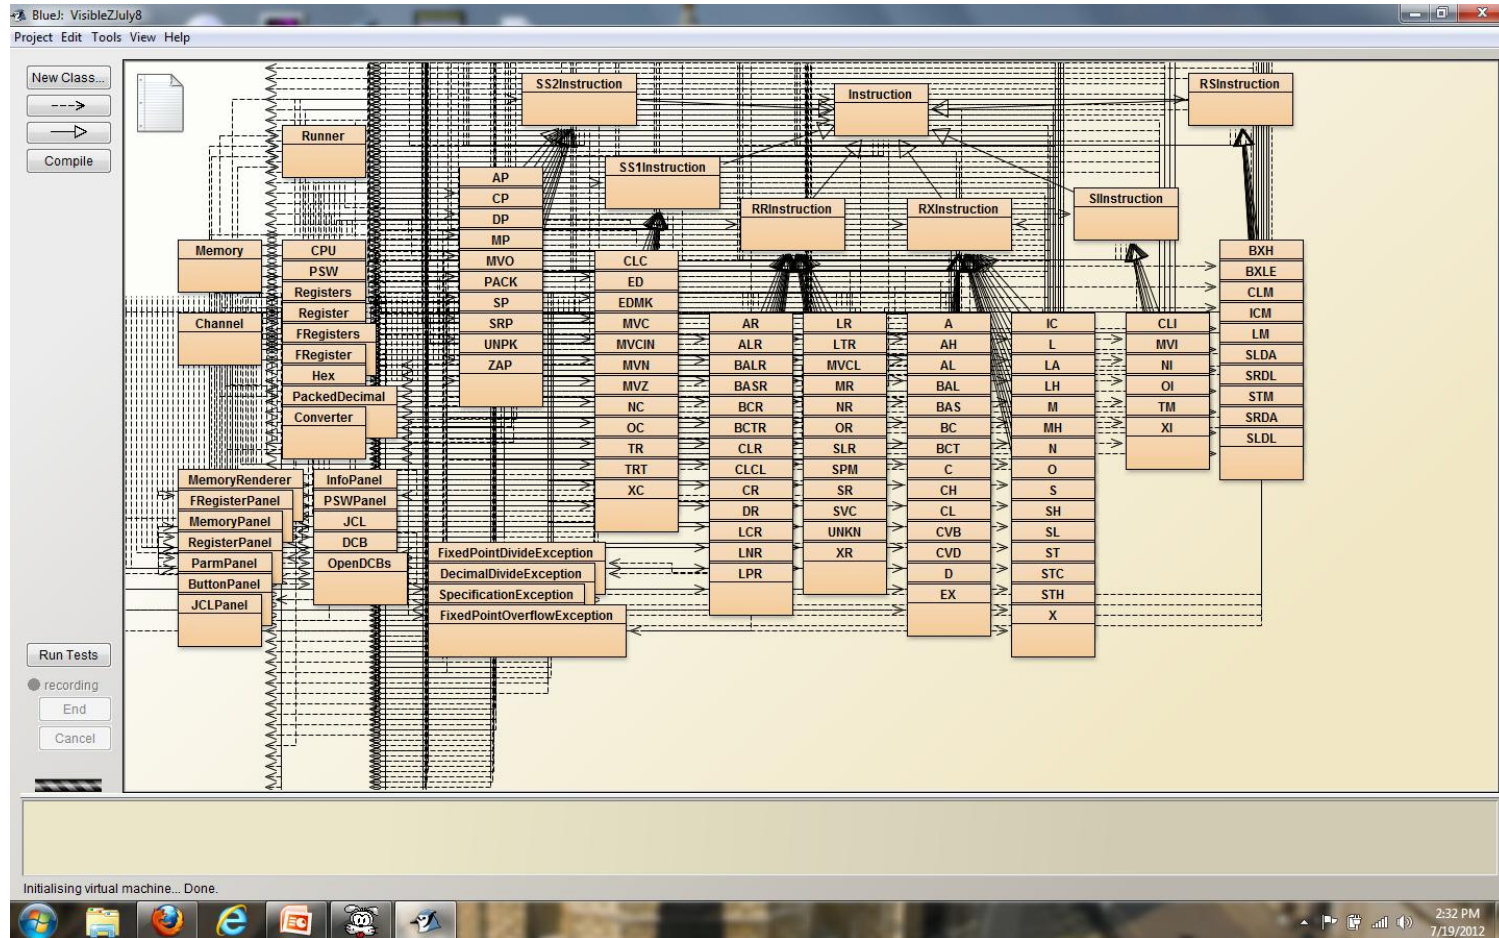 BlueJ: VisibleZJuly8
Project Edit Tools View Help
New Class...
Compile
Run Tests
recording
End
Cancel
SS2Instruction
Instruction
RSInstruction
Runner
SS1Instruction
RRInstruction
RXInstruction
SIInstruction
Memory
Channel
CPU
PSW
Registers
Register
FRegisters
FRegister
Hex
PackedDecimal
Converter
MemoryRenderer
FRegisterPanel
MemoryPanel
RegisterPanel
ParmPanel
ButtonPanel
JCLPanel
InfoPanel
PSWPanel
JCL
DCB
OpenDCBs
AP
CP
DP
MP
MVO
PACK
SP
SRP
UNPK
ZAP
FixedPointDivideException
DecimalDivideException
SpecificationException
FixedPointOverflowException
CLC
ED
EDMK
MVC
MVCIN
MVN
MVZ
NC
OC
TR
TRT
XC
AR
ALR
BALR
BASR
BCR
BCTR
CLR
CLCL
CR
DR
LCR
LNR
LPR
LR
LTR
MVCL
MR
NR
OR
SLR
SPM
SR
SVC
UNKN
XR
A
AH
AL
BAL
BAS
BC
BCT
C
CH
CL
CVB
CVD
D
EX
IC
L
LA
LH
M
MH
N
O
S
SH
SL
ST
STC
STH
X
CLI
MVI
NI
OI
TM
XI
BXH
BXLE
CLM
ICM
LM
SLDA
SRDL
STM
SRDA
SLDL
Initialising virtual machine... Done.
2:32 PM
7/19/2012